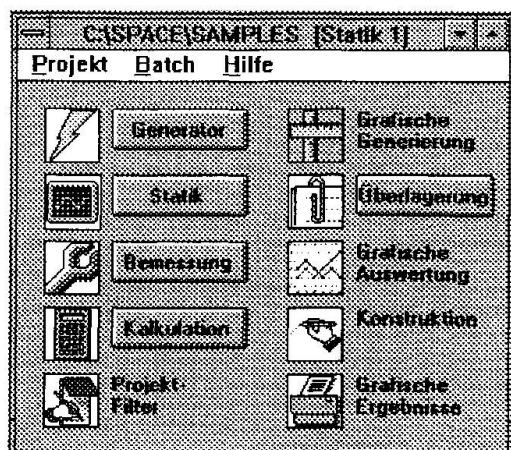 C:\SPACE\SAMPLES [Statik 1]
Projekt Batch Hilfe
Generator
Grafische
Generierung
Statik
Überlagerung
Bemessung
Grafische
Auswertung
Kalkulation
Konstruktion
Projekt-
Filter
Grafische
Ergebnisse